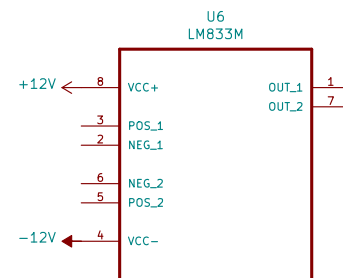 U6
LM833M
+12V 8 VCC+ OUT_1 1
OUT_2 7
3 POS_1
2 NEG_1
6 NEG_2
5 POS_2
-12V 4 VCC-